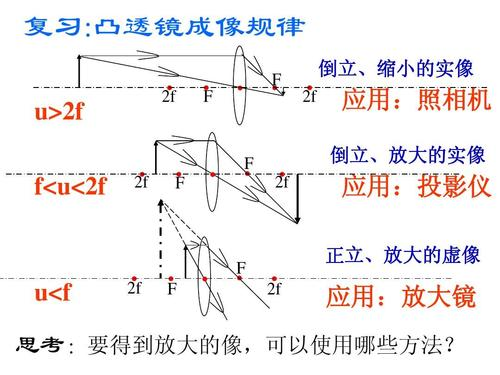 复习:凸透镜成像规律
倒立、缩小的实像
F
2f F 2f
应用：照相机
u>2f
倒立、放大的实像
F
2f F 2f
应用：投影仪
f<u<2f
正立、放大的虚像
F
2f F 2f
应用：放大镜
u<f
思考：要得到放大的像，可以使用哪些方法？